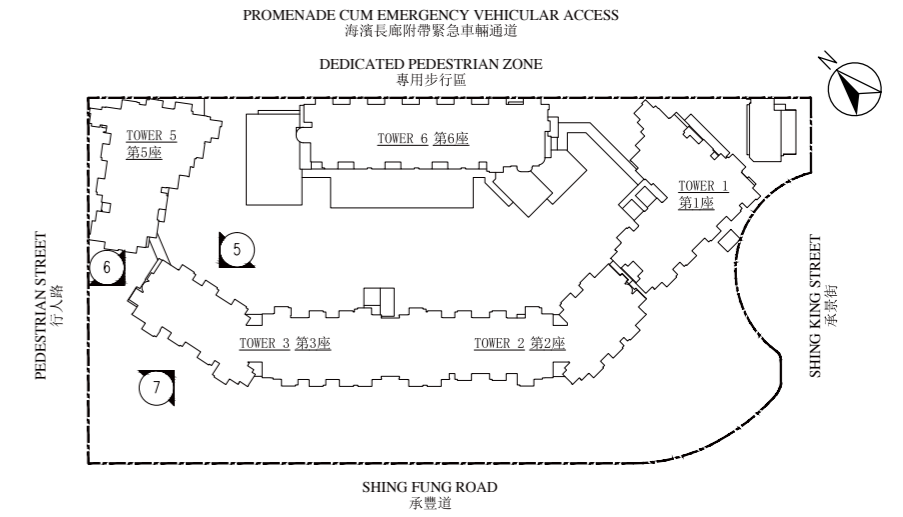 PROMENADE CUM EMERGENCY VEHICULAR ACCESS
海濱長廊附帶緊急車輛通道
DEDICATED PEDESTRIAN ZONE
專用步行區
N
TOWER 5
第5座
TOWER 6 第6座
TOWER 1
第1座
5
6
PEDESTRIAN STREET
行人路
SHING KING STREET
承景街
TOWER 3 第3座
TOWER 2 第2座
7
SHING FUNG ROAD
承豐道